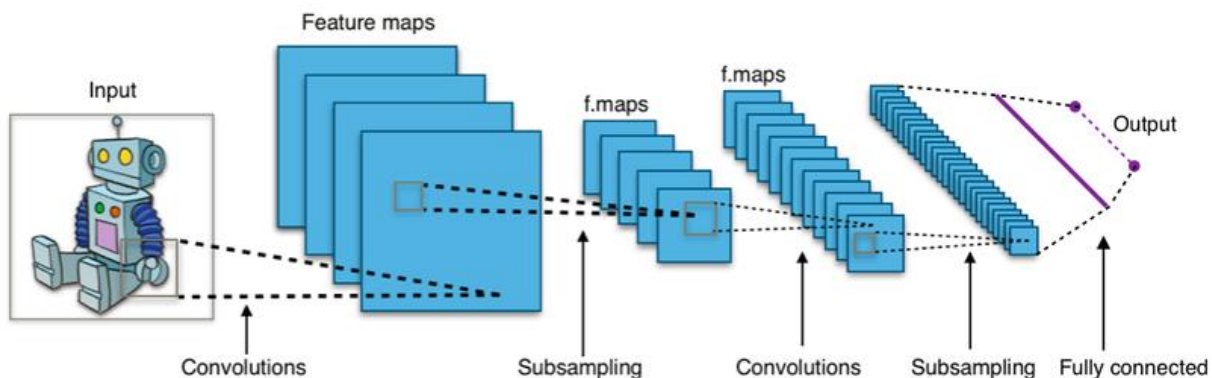 Feature maps
Input
f.maps
f.maps
Output
Convolutions
Subsampling
Convolutions
Subsampling
Fully connected